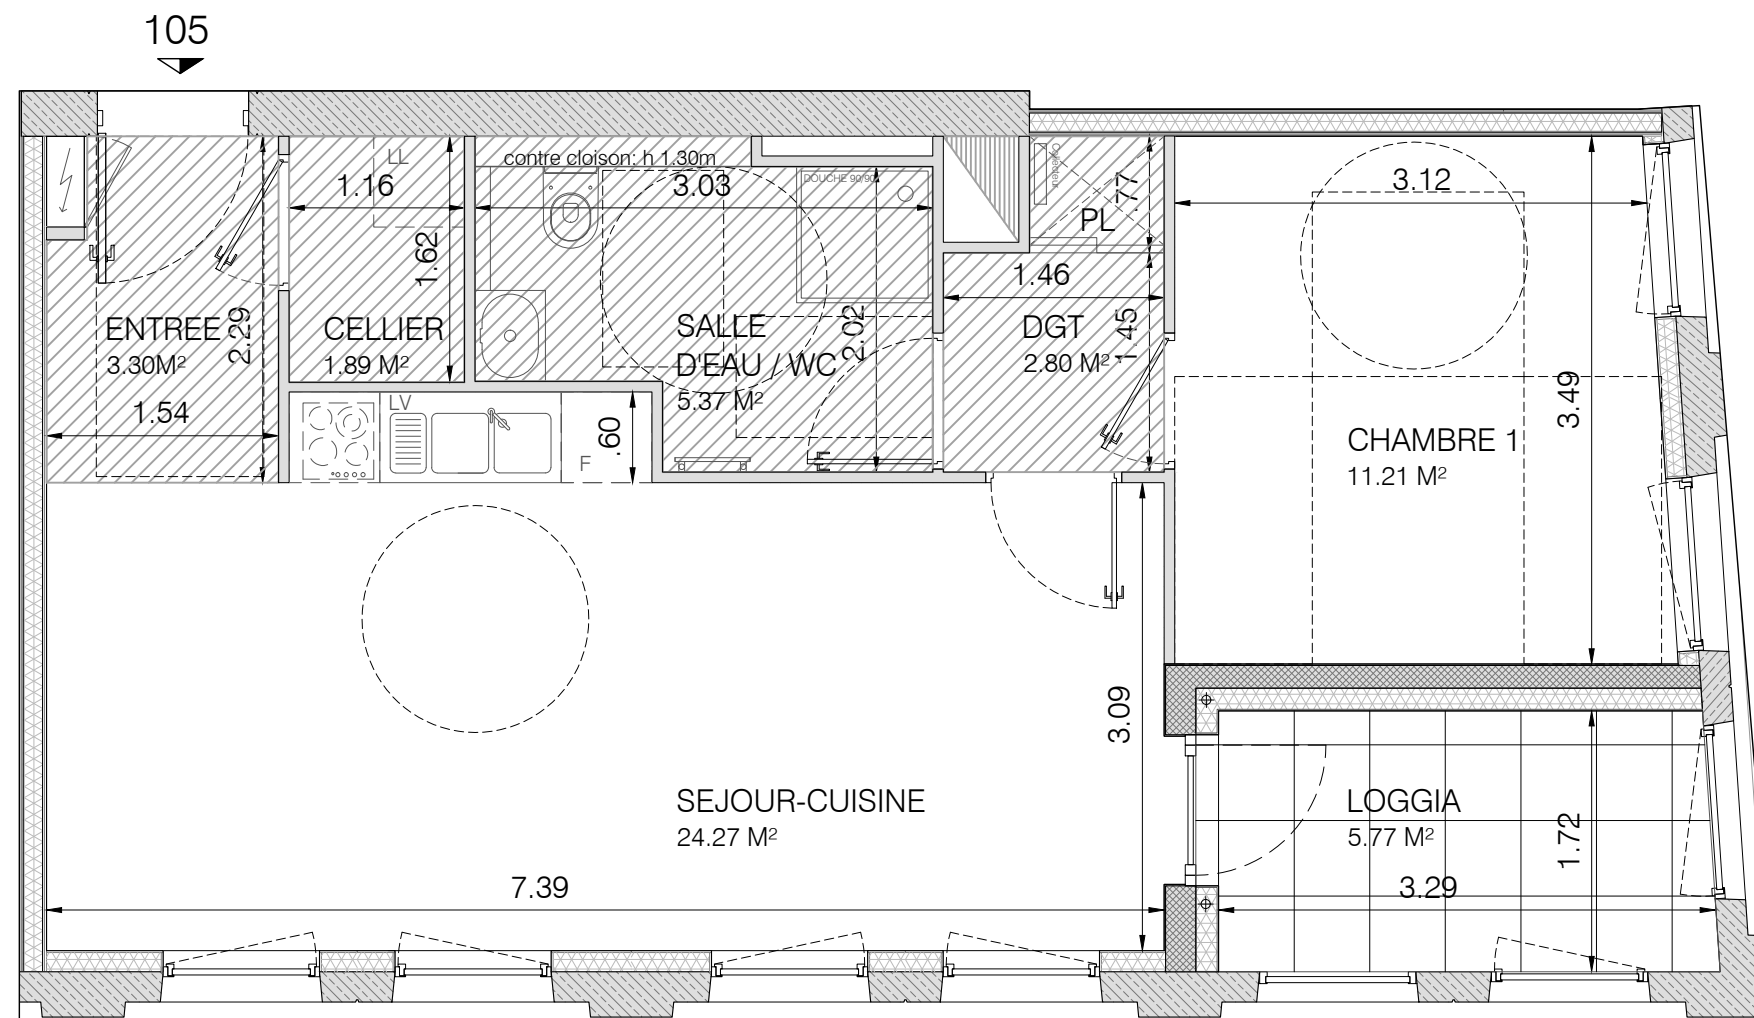 105
contre cloison: h 1.30m
LL
1.16
3.03
DOUCHE 90/90
Collecteur
.77
PL
3.12
1.62
1.46
ENTREE
3.30M²
2.29
CELLIER
1.89 M²
SALLE
D'EAU / WC
5.37 M²
2.02
DGT
2.80 M²
1.45
3.49
1.54
LV
F
.60
CHAMBRE 1
11.21 M²
3.09
SEJOUR-CUISINE
24.27 M²
LOGGIA
5.77 M²
1.72
7.39
3.29